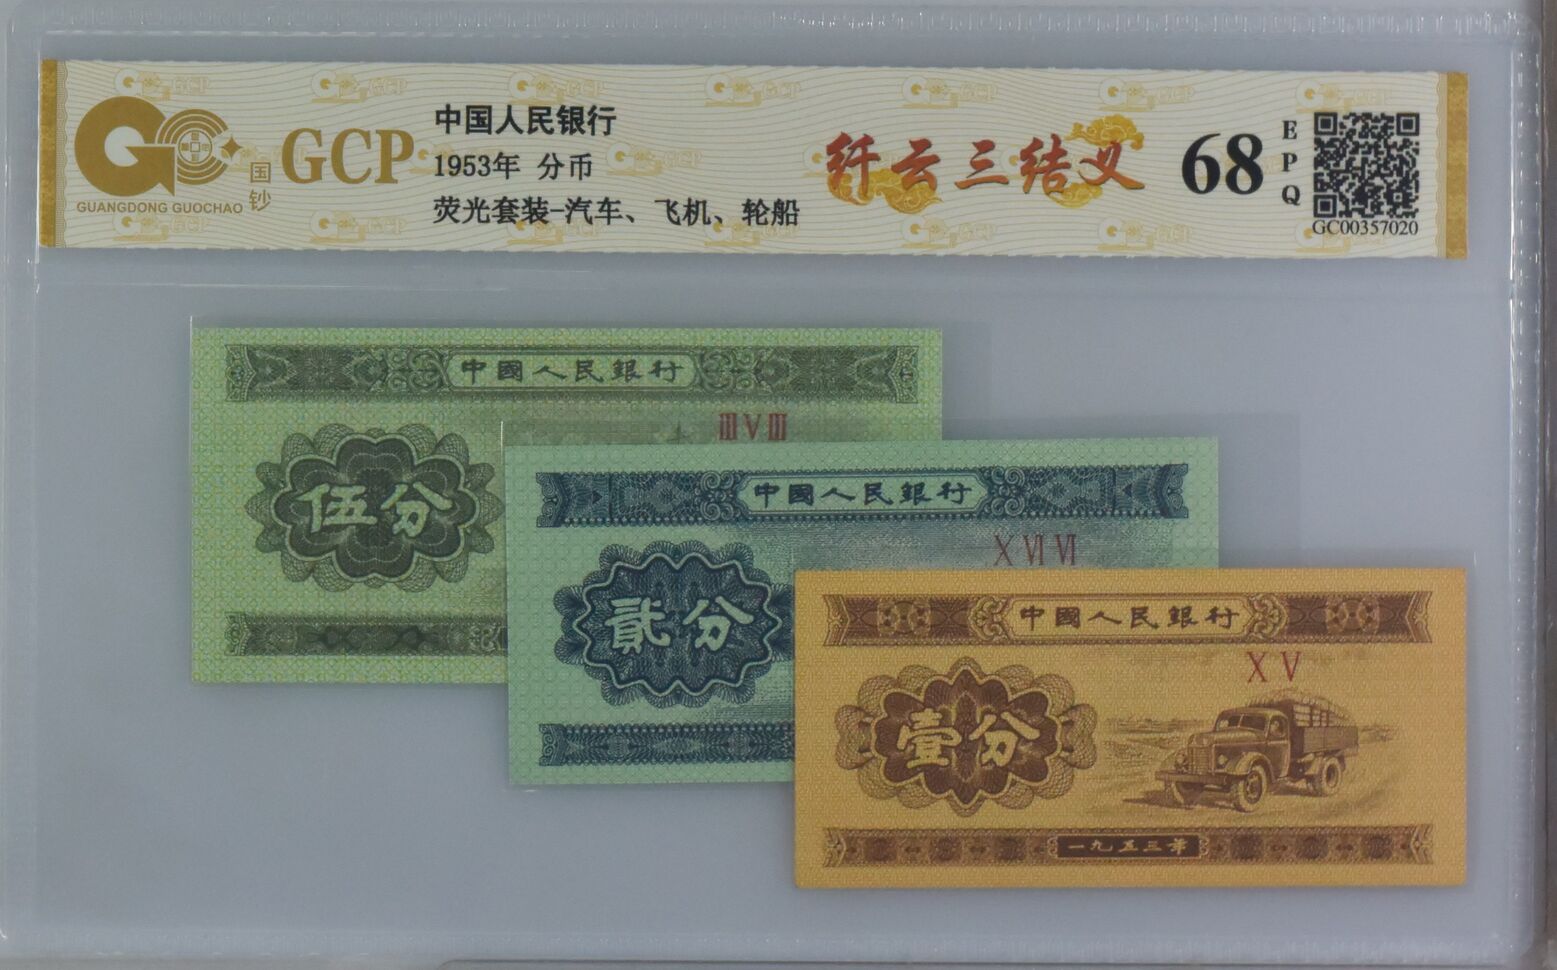 GUANGDONG GUOCHAO
国钞
GCP
中国人民银行
1953年 分币
荧光套装-汽车、飞机、轮船
纤云三结义
68
EPQ
GC00357020
中國人民銀行
ⅢⅤⅢ
伍分
中國人民銀行
ⅩⅥⅥ
貳分
中國人民銀行
ⅩⅤ
壹分
一九五三年